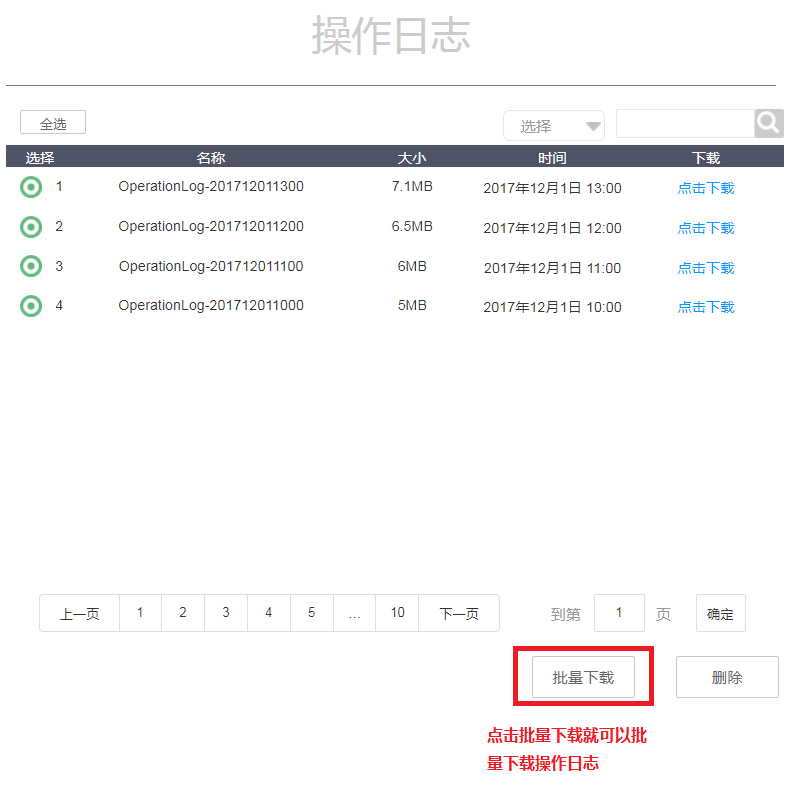 操作日志
全选
选择
选择 名称 大小 时间 下载
1 OperationLog-201712011300 7.1MB 2017年12月1日 13:00 点击下载
2 OperationLog-201712011200 6.5MB 2017年12月1日 12:00 点击下载
3 OperationLog-201712011100 6MB 2017年12月1日 11:00 点击下载
4 OperationLog-201712011000 5MB 2017年12月1日 10:00 点击下载
上一页 1 2 3 4 5 ... 10 下一页 到第 1 页 确定
批量下载 删除
点击批量下载就可以批
量下载操作日志